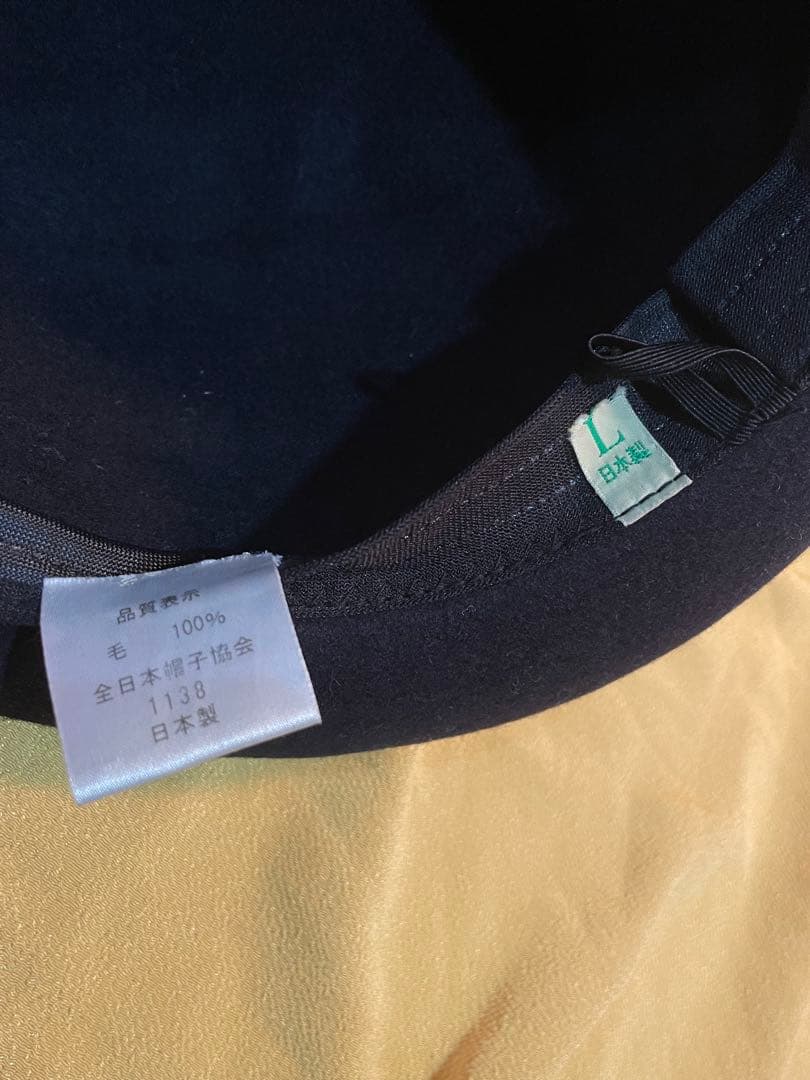 L
日本製
品質表示
毛 100%
全日本帽子協会
1138
日本製